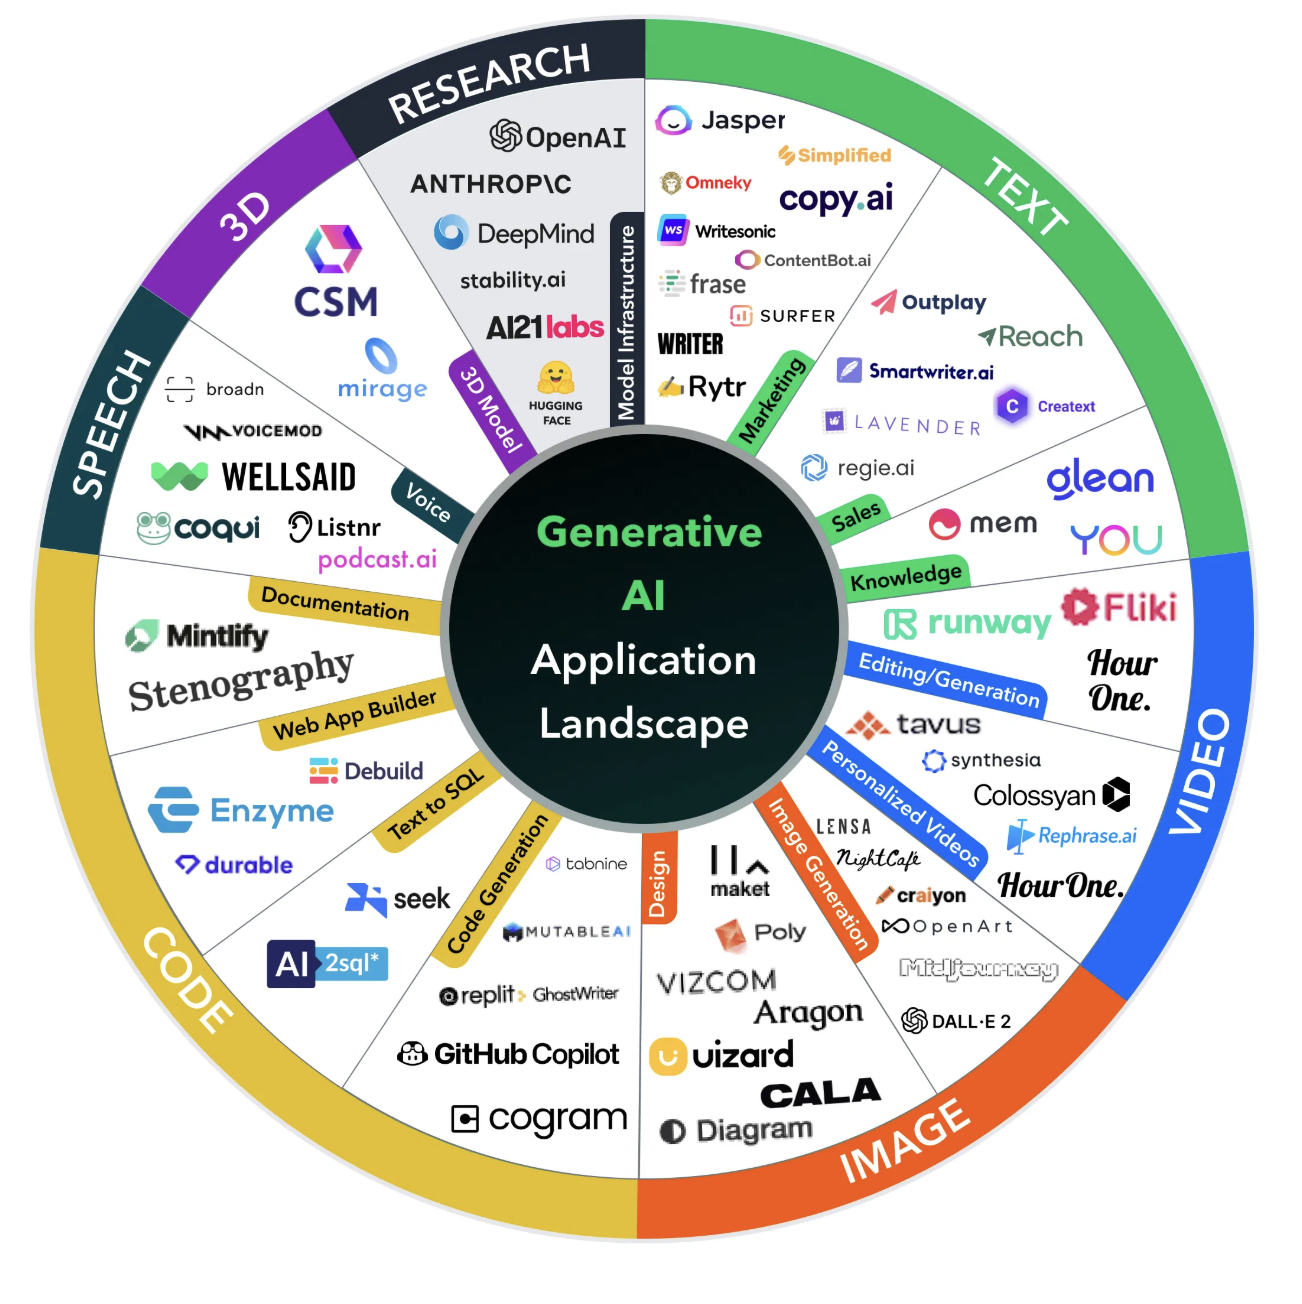 Generative
AI
Application
Landscape
RESEARCH
OpenAI
ANTHROP\C
DeepMind
stability.ai
AI21labs
HUGGING
FACE
Model Infrastructure
TEXT
Jasper
Simplified
Omneky
copy.ai
WS Writesonic
ContentBot.ai
frase
SURFER
WRITER
Rytr
Marketing
Outplay
Reach
Smartwriter.ai
C Creatext
LAVENDER
regie.ai
Sales
glean
mem
YOU
Knowledge
VIDEO
runway
Fliki
Hour
One.
Editing/Generation
tavus
synthesia
Colossyan
Rephrase.ai
HourOne.
Personalized Videos
IMAGE
LENSA
NightCafé
craiyon
OpenArt
Midjourney
DALL·E 2
Image Generation
maket
Poly
VIZCOM
Aragon
uizard
CALA
Diagram
Design
CODE
tabnine
MUTABLEAI
replit GhostWriter
GitHub Copilot
cogram
Code Generation
seek
AI 2sql*
Text to SQL
Debuild
Enzyme
durable
Web App Builder
Mintlify
Stenography
Documentation
SPEECH
broadn
VOICEMOD
WELLSAID
coqui
Listnr
podcast.ai
Voice
3D
CSM
mirage
3D Model